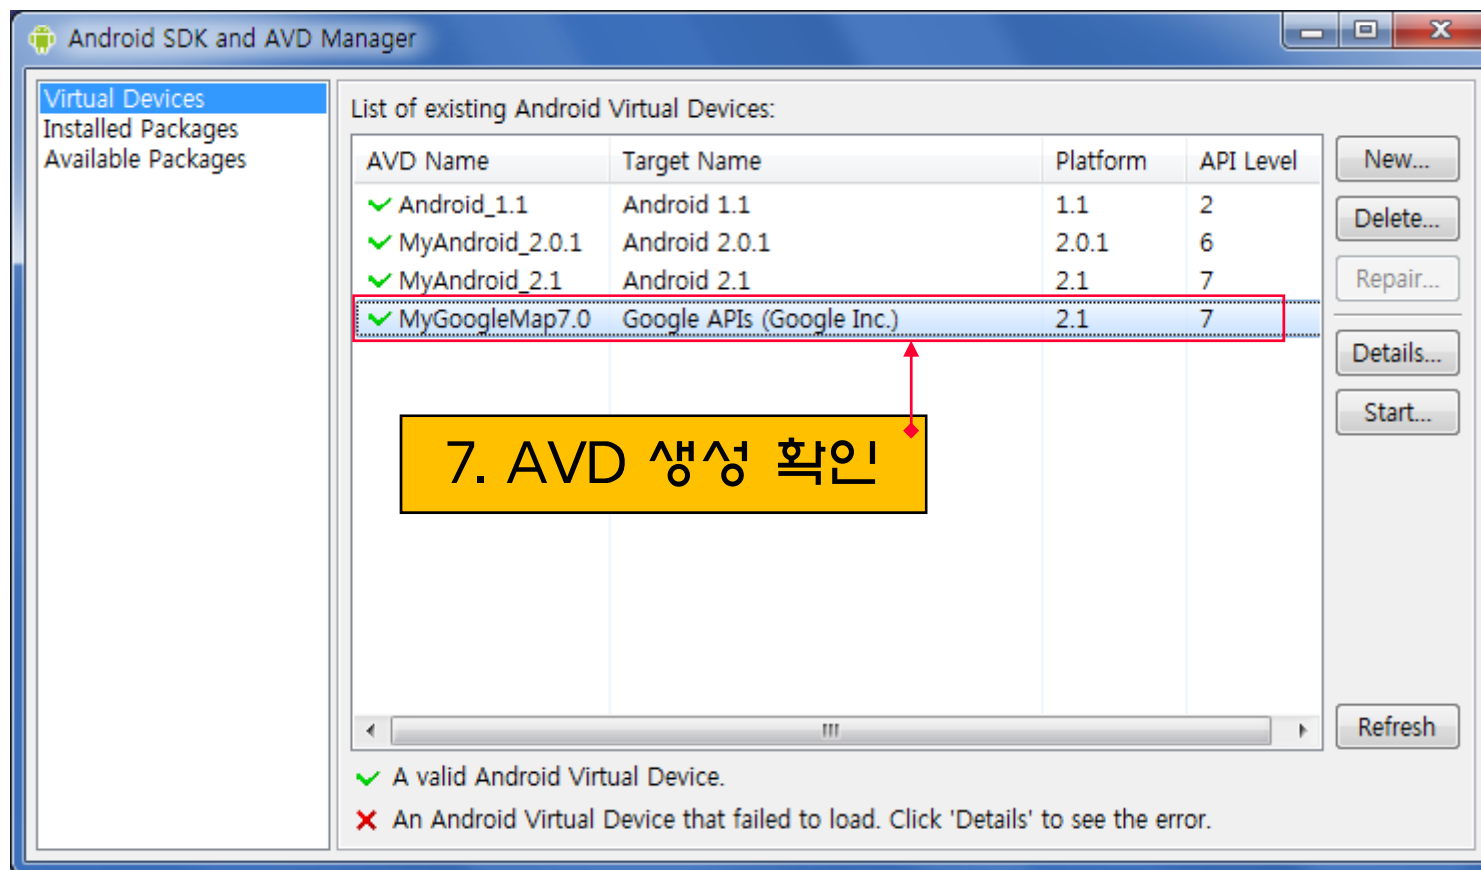 Android SDK and AVD Manager
Virtual Devices
Installed Packages
Available Packages
List of existing Android Virtual Devices:
AVD Name Target Name Platform API Level
Android_1.1 Android 1.1 1.1 2
MyAndroid_2.0.1 Android 2.0.1 2.0.1 6
MyAndroid_2.1 Android 2.1 2.1 7
MyGoogleMap7.0 Google APIs (Google Inc.) 2.1 7
7. AVD 생성 확인
New...
Delete...
Repair...
Details...
Start...
Refresh
A valid Android Virtual Device.
An Android Virtual Device that failed to load. Click 'Details' to see the error.